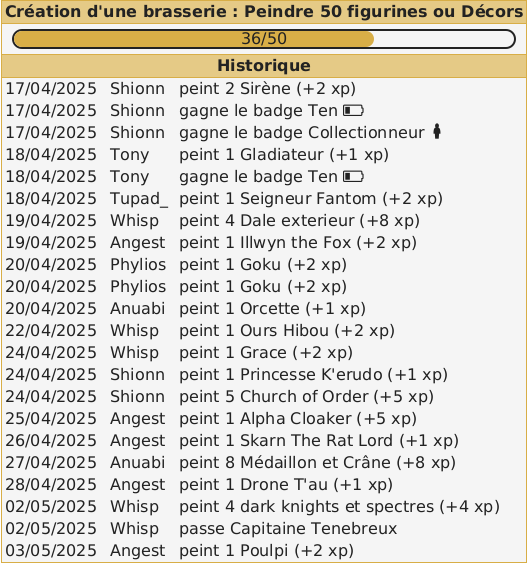 Création d'une brasserie : Peindre 50 figurines ou Décors
36/50
Historique
17/04/2025 Shionn peint 2 Sirène (+2 xp)
17/04/2025 Shionn gagne le badge Ten
17/04/2025 Shionn gagne le badge Collectionneur
18/04/2025 Tony peint 1 Gladiateur (+1 xp)
18/04/2025 Tony gagne le badge Ten
18/04/2025 Tupad_ peint 1 Seigneur Fantom (+2 xp)
19/04/2025 Whisp peint 4 Dale exterieur (+8 xp)
19/04/2025 Angest peint 1 Illwyn the Fox (+2 xp)
20/04/2025 Phylios peint 1 Goku (+2 xp)
20/04/2025 Phylios peint 1 Goku (+2 xp)
20/04/2025 Anuabi peint 1 Orcette (+1 xp)
22/04/2025 Whisp peint 1 Ours Hibou (+2 xp)
24/04/2025 Whisp peint 1 Grace (+2 xp)
24/04/2025 Shionn peint 1 Princesse K'erudo (+1 xp)
24/04/2025 Shionn peint 5 Church of Order (+5 xp)
25/04/2025 Angest peint 1 Alpha Cloaker (+5 xp)
26/04/2025 Angest peint 1 Skarn The Rat Lord (+1 xp)
27/04/2025 Anuabi peint 8 Médaillon et Crâne (+8 xp)
28/04/2025 Angest peint 1 Drone T'au (+1 xp)
02/05/2025 Whisp peint 4 dark knights et spectres (+4 xp)
02/05/2025 Whisp passe Capitaine Tenebreux
03/05/2025 Angest peint 1 Poulpi (+2 xp)